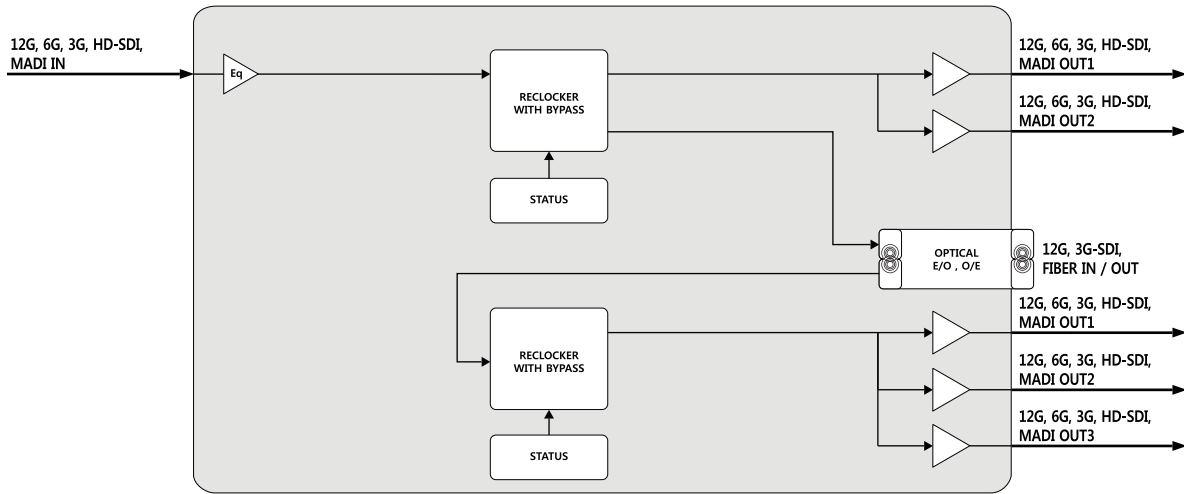 12G, 6G, 3G, HD-SDI,
MADI IN
Eq
RECLOCKER
WITH BYPASS
STATUS
12G, 6G, 3G, HD-SDI,
MADI OUT1
12G, 6G, 3G, HD-SDI,
MADI OUT2
OPTICAL
E/O , O/E
12G, 3G-SDI,
FIBER IN / OUT
RECLOCKER
WITH BYPASS
STATUS
12G, 6G, 3G, HD-SDI,
MADI OUT1
12G, 6G, 3G, HD-SDI,
MADI OUT2
12G, 6G, 3G, HD-SDI,
MADI OUT3